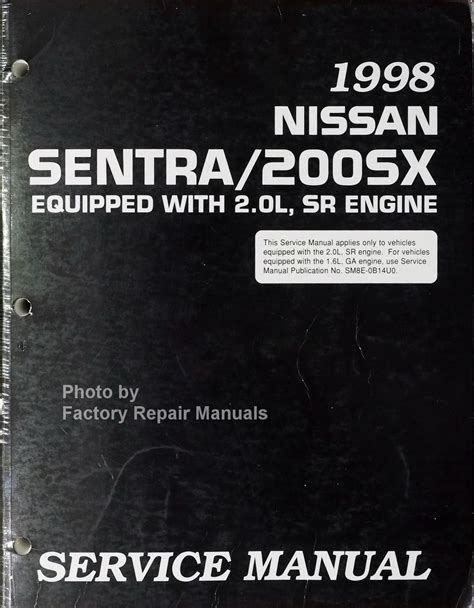 1998
NISSAN
SENTRA/200SX
EQUIPPED WITH 2.0L, SR ENGINE
This Service Manual applies only to vehicles
equipped with the 2.0L, SR engine. For vehicles
equipped with the 1.6L, GA engine, use Service
Manual Publication No. SM8E-0B14U0.
Photo by
Factory Repair Manuals
SERVICE MANUAL